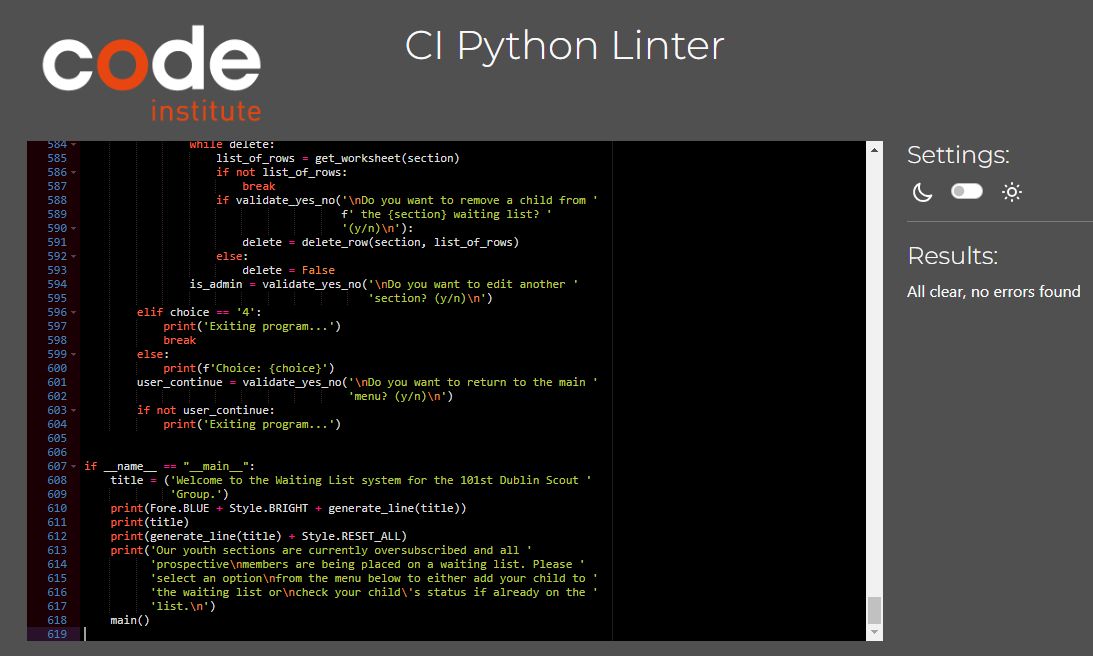 code
institute
CI Python Linter
584 while delete:
585 list_of_rows = get_worksheet(section)
586 if not list_of_rows:
587 break
588 if validate_yes_no('\nDo you want to remove a child from '
589 f' the {section} waiting list? '
590 '(y/n)\n'):
591 delete = delete_row(section, list_of_rows)
592 else:
593 delete = False
594 is_admin = validate_yes_no('\nDo you want to edit another '
595 'section? (y/n)\n')
596 elif choice == '4':
597 print('Exiting program...')
598 break
599 else:
600 print(f'Choice: {choice}')
601 user_continue = validate_yes_no('\nDo you want to return to the main '
602 'menu? (y/n)\n')
603 if not user_continue:
604 print('Exiting program...')
605
606
607 if __name__ == "__main__":
608 title = ('Welcome to the Waiting List system for the 101st Dublin Scout '
609 'Group.')
610 print(Fore.BLUE + Style.BRIGHT + generate_line(title))
611 print(title)
612 print(generate_line(title) + Style.RESET_ALL)
613 print('Our youth sections are currently oversubscribed and all '
614 'prospective\nmembers are being placed on a waiting list. Please '
615 'select an option\nfrom the menu below to either add your child to '
616 'the waiting list or\ncheck your child\'s status if already on the '
617 'list.\n')
618 main()
619
Settings:
Results:
All clear, no errors found